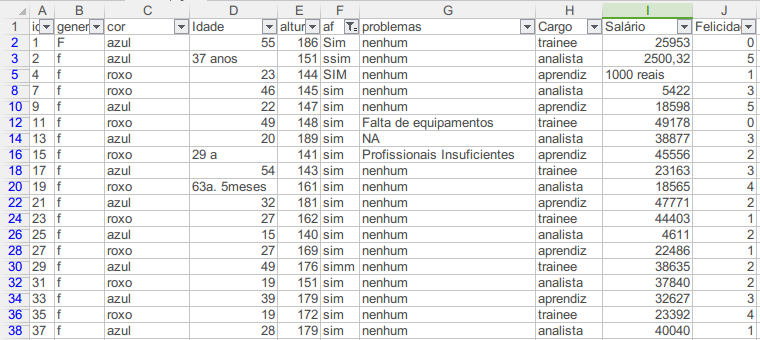 A B C D E F G H I J
1 id gener cor Idade altur af problemas Cargo Salário Felicidad
2 1 F azul 55 186 Sim nenhum trainee 25953 0
3 2 f azul 37 anos 151 ssim nenhum analista 2500,32 5
5 4 f roxo 23 144 SIM nenhum aprendiz 1000 reais 1
8 7 f roxo 46 145 sim nenhum analista 5422 3
10 9 f azul 22 147 sim nenhum aprendiz 18598 5
12 11 f roxo 49 148 sim Falta de equipamentos trainee 49178 0
14 13 f azul 20 189 sim NA analista 38877 3
16 15 f roxo 29 a 141 sim Profissionais Insuficientes aprendiz 45556 2
18 17 f azul 54 143 sim nenhum trainee 23163 3
20 19 f roxo 63a. 5meses 161 sim nenhum analista 18565 4
22 21 f azul 32 181 sim nenhum aprendiz 47771 2
24 23 f roxo 27 162 sim nenhum trainee 44403 1
26 25 f azul 15 140 sim nenhum analista 4611 2
28 27 f roxo 27 169 sim nenhum aprendiz 22486 1
30 29 f azul 49 176 simm nenhum trainee 38635 2
32 31 f roxo 19 151 sim nenhum analista 37840 2
34 33 f azul 39 179 sim nenhum aprendiz 32627 3
36 35 f roxo 19 172 sim nenhum trainee 23392 4
38 37 f azul 28 179 sim nenhum analista 40040 1